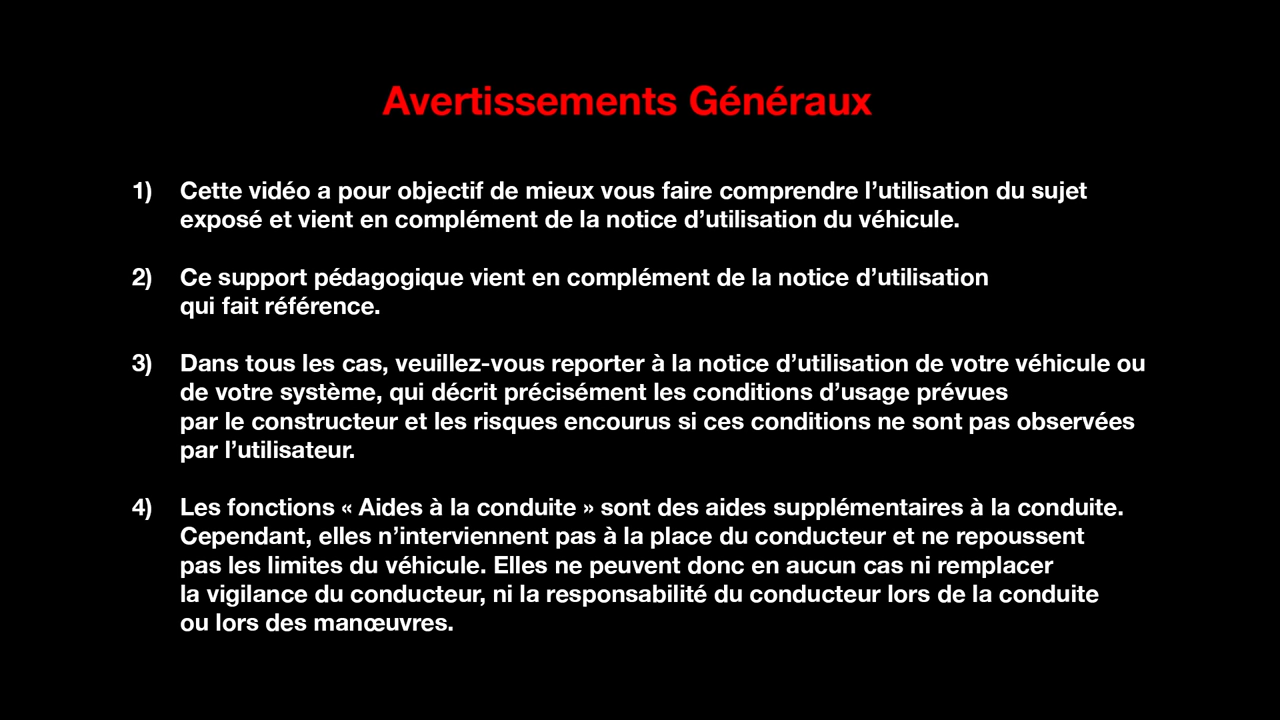 Avertissements Généraux
1) Cette vidéo a pour objectif de mieux vous faire comprendre l’utilisation du sujet
exposé et vient en complément de la notice d’utilisation du véhicule.
2) Ce support pédagogique vient en complément de la notice d’utilisation
qui fait référence.
3) Dans tous les cas, veuillez-vous reporter à la notice d’utilisation de votre véhicule ou
de votre système, qui décrit précisément les conditions d’usage prévues
par le constructeur et les risques encourus si ces conditions ne sont pas observées
par l’utilisateur.
4) Les fonctions « Aides à la conduite » sont des aides supplémentaires à la conduite.
Cependant, elles n’interviennent pas à la place du conducteur et ne repoussent
pas les limites du véhicule. Elles ne peuvent donc en aucun cas ni remplacer
la vigilance du conducteur, ni la responsabilité du conducteur lors de la conduite
ou lors des manœuvres.